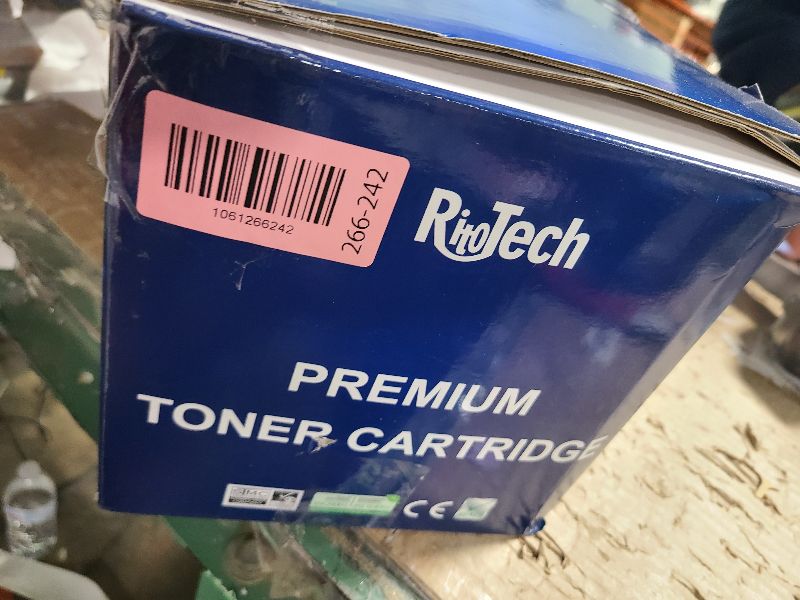 1061266242
266-242
RitoTech
PREMIUM
TONER CARTRIDGE
CE